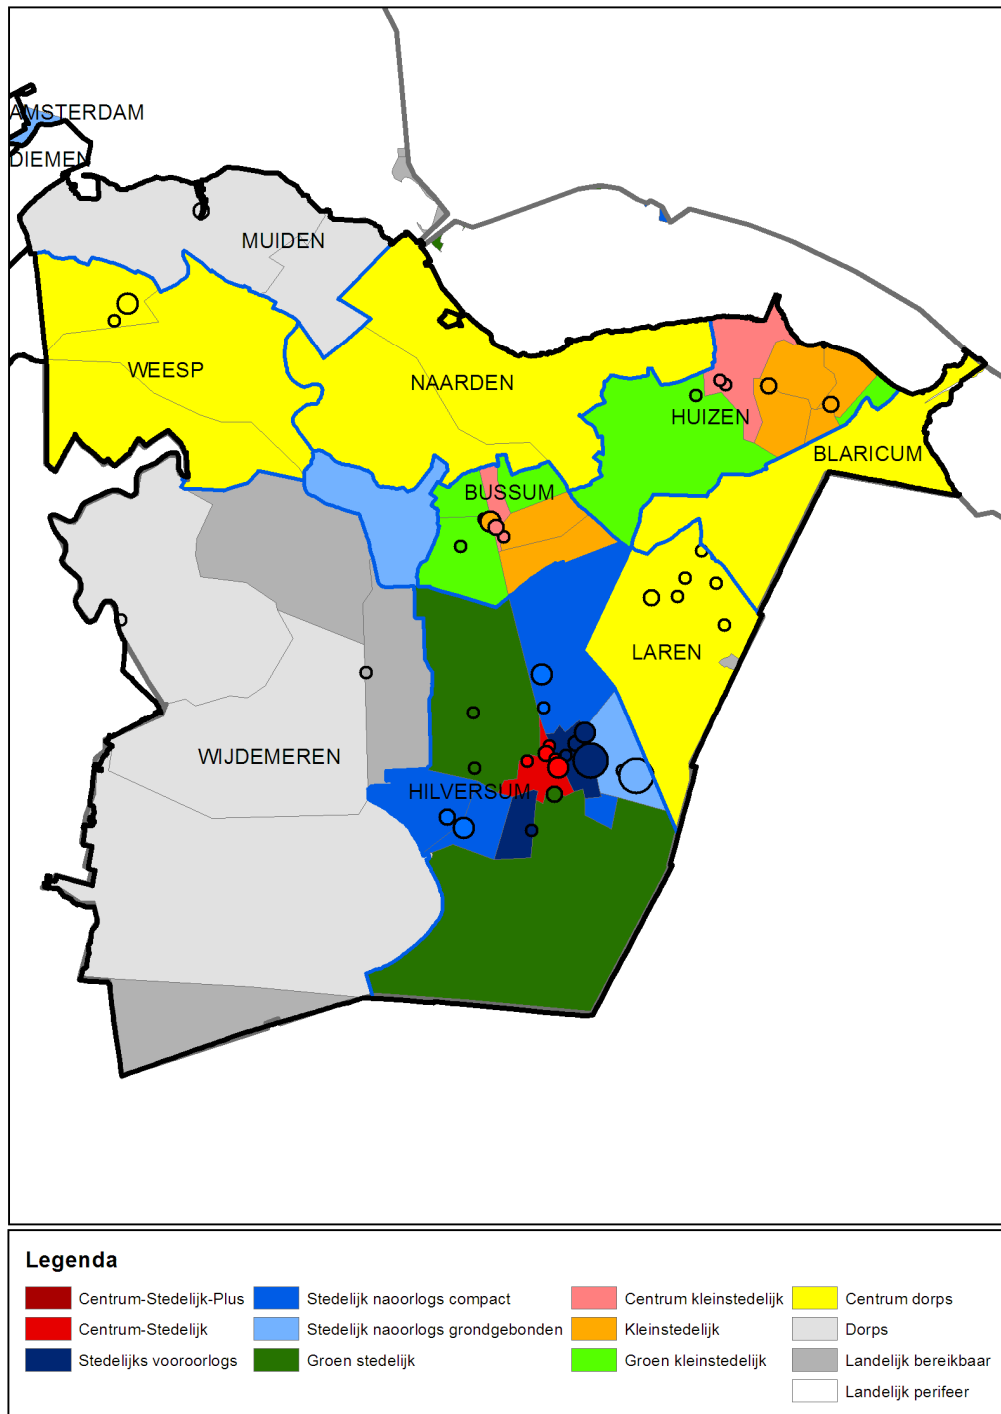 AMSTERDAM
DIEMEN
MUIDEN
WEESP
NAARDEN
HUIZEN
BLARICUM
BUSSUM
LAREN
WIJDEMEREN
HILVERSUM
Legenda
Centrum-Stedelijk-Plus
Centrum-Stedelijk
Stedelijks vooroorlogs
Stedelijk naoorlogs compact
Stedelijk naoorlogs grondgebonden
Groen stedelijk
Centrum kleinstedelijk
Kleinstedelijk
Groen kleinstedelijk
Centrum dorps
Dorps
Landelijk bereikbaar
Landelijk perifeer